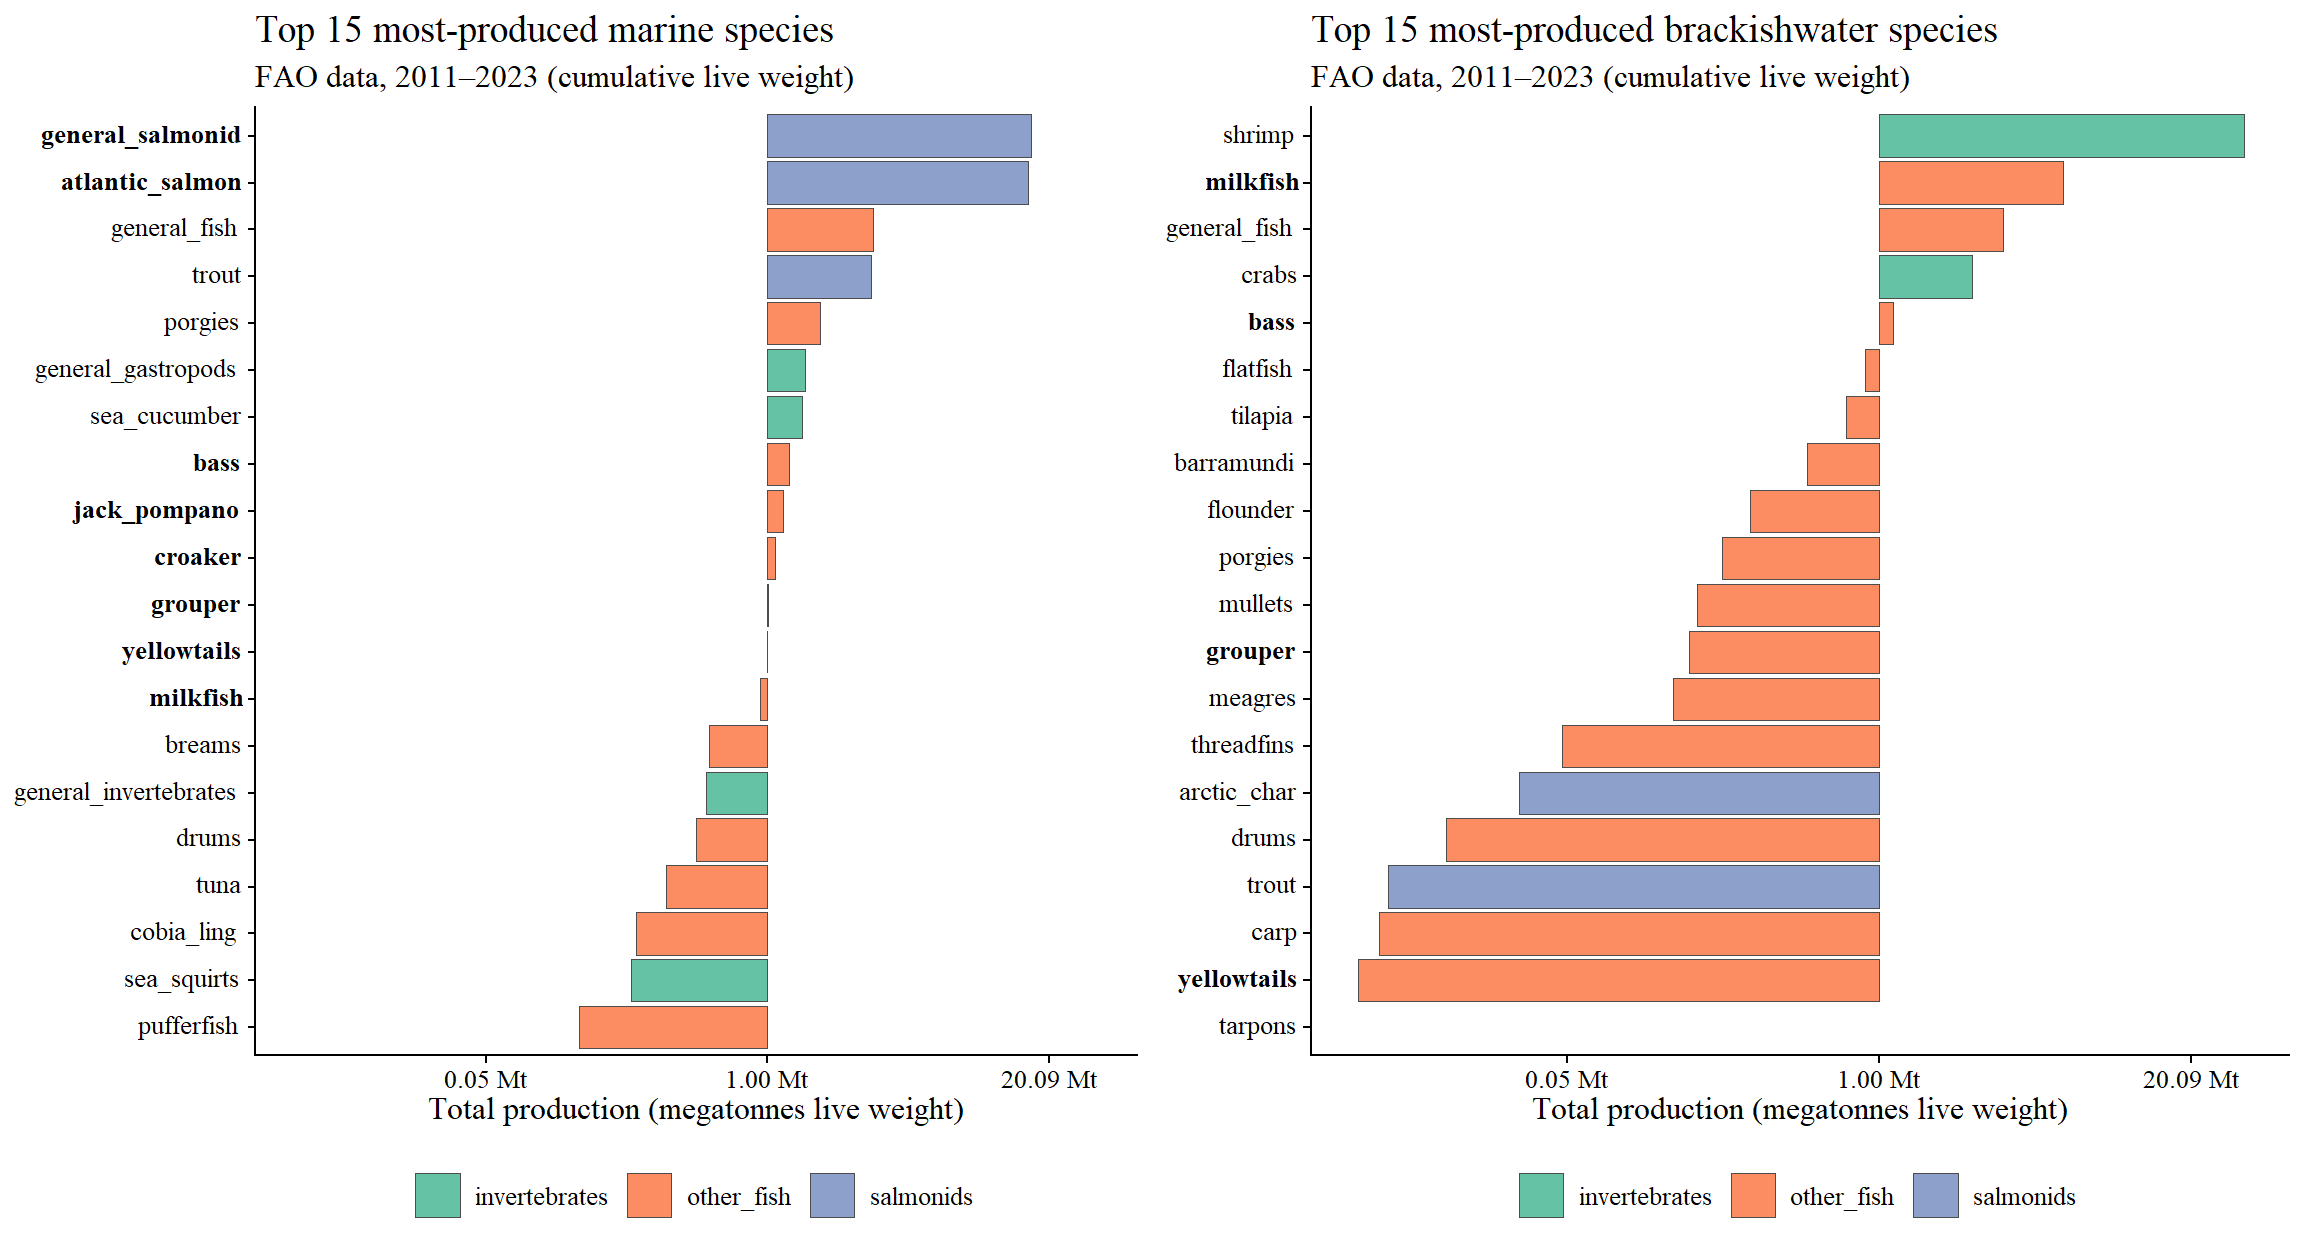 Top 15 most-produced marine species
FAO data, 2011–2023 (cumulative live weight)
general_salmonid
atlantic_salmon
general_fish
trout
porgies
general_gastropods
sea_cucumber
bass
jack_pompano
croaker
grouper
yellowtails
milkfish
breams
general_invertebrates
drums
tuna
cobia_ling
sea_squirts
pufferfish
0.05 Mt 1.00 Mt 20.09 Mt
Total production (megatonnes live weight)
invertebrates other_fish salmonids
Top 15 most-produced brackishwater species
FAO data, 2011–2023 (cumulative live weight)
shrimp
milkfish
general_fish
crabs
bass
flatfish
tilapia
barramundi
flounder
porgies
mullets
grouper
meagres
threadfins
arctic_char
drums
trout
carp
yellowtails
tarpons
0.05 Mt 1.00 Mt 20.09 Mt
Total production (megatonnes live weight)
invertebrates other_fish salmonids